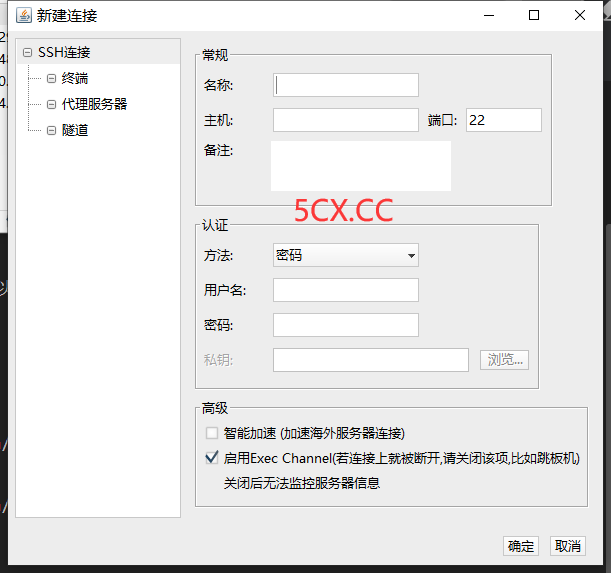 新建连接
SSH连接
终端
代理服务器
隧道
常规
名称:
主机:
端口: 22
备注:
5CX.CC
认证
方法: 密码
用户名:
密码:
私钥: 浏览...
高级
智能加速 (加速海外服务器连接)
启用Exec Channel(若连接上就被断开,请关闭该项,比如跳板机)
关闭后无法监控服务器信息
确定 取消